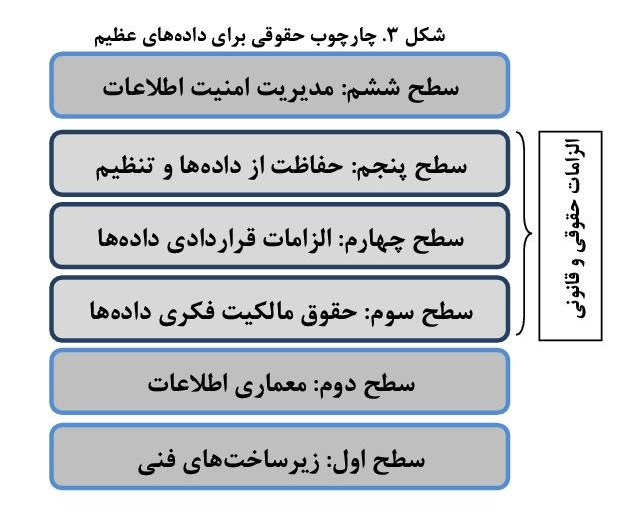 شکل ۳. چارچوب حقوقی برای داده‌های عظیم
سطح ششم: مدیریت امنیت اطلاعات
سطح پنجم: حفاظت از داده‌ها و تنظیم
سطح چهارم: الزامات قراردادی داده‌ها
سطح سوم: حقوق مالکیت فکری داده‌ها
الزامات حقوقی و قانونی
سطح دوم: معماری اطلاعات
سطح اول: زیرساخت‌های فنی